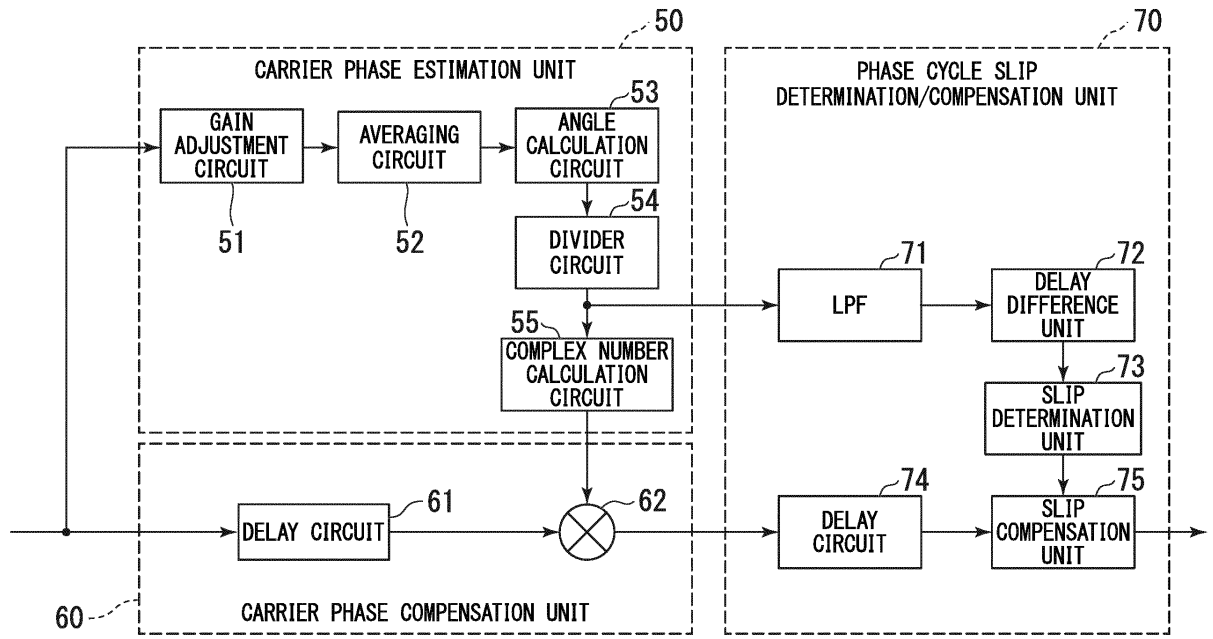 50
CARRIER PHASE ESTIMATION UNIT
GAIN
ADJUSTMENT
CIRCUIT
51
AVERAGING
CIRCUIT
52
53
ANGLE
CALCULATION
CIRCUIT
54
DIVIDER
CIRCUIT
55
COMPLEX NUMBER
CALCULATION
CIRCUIT
60
DELAY CIRCUIT
61
62
CARRIER PHASE COMPENSATION UNIT
70
PHASE CYCLE SLIP
DETERMINATION/COMPENSATION UNIT
71
LPF
72
DELAY
DIFFERENCE
UNIT
73
SLIP
DETERMINATION
UNIT
74
DELAY
CIRCUIT
75
SLIP
COMPENSATION
UNIT